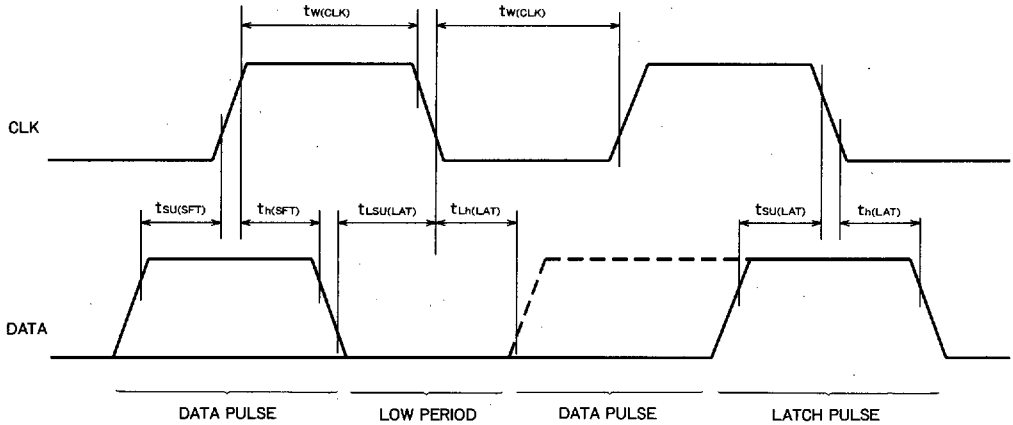 tW(CLK) tW(CLK)
CLK
tSU(SFT) th(SFT) tLSU(LAT) tLh(LAT) tSU(LAT) th(LAT)
DATA
DATA PULSE LOW PERIOD DATA PULSE LATCH PULSE